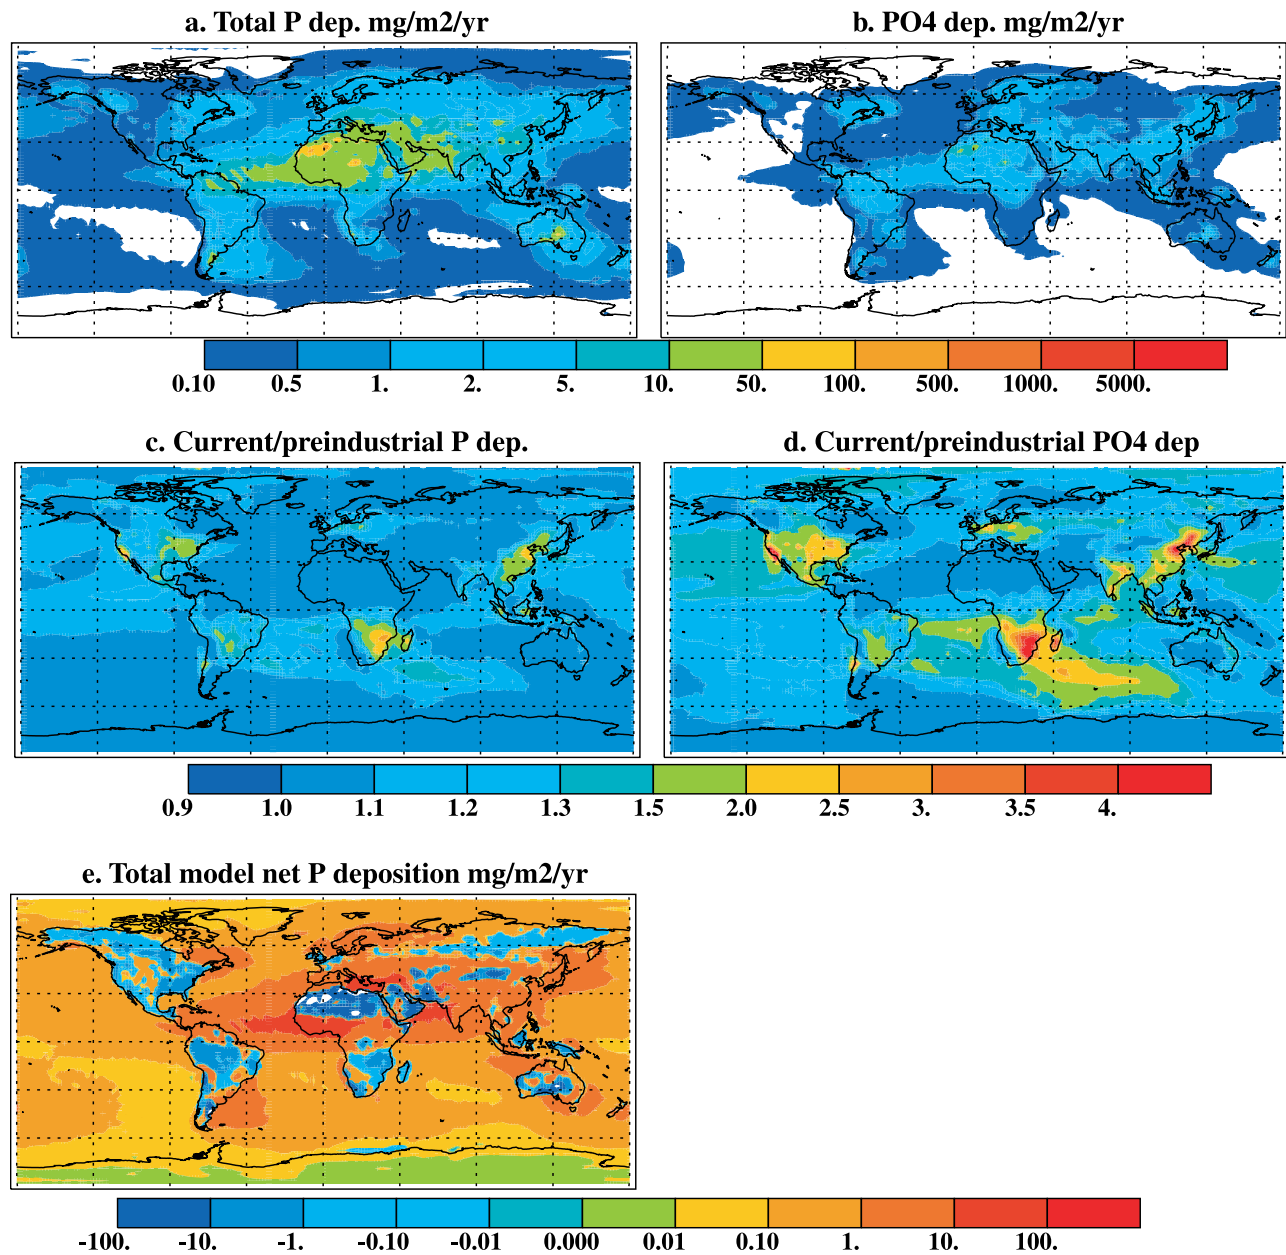 a. Total P dep. mg/m2/yr
b. PO4 dep. mg/m2/yr
0.10 0.5 1. 2. 5. 10. 50. 100. 500. 1000. 5000.
c. Current/preindustrial P dep.
d. Current/preindustrial PO4 dep
0.9 1.0 1.1 1.2 1.3 1.5 2.0 2.5 3. 3.5 4.
e. Total model net P deposition mg/m2/yr
-100. -10. -1. -0.10 -0.01 0.000 0.01 0.10 1. 10. 100.